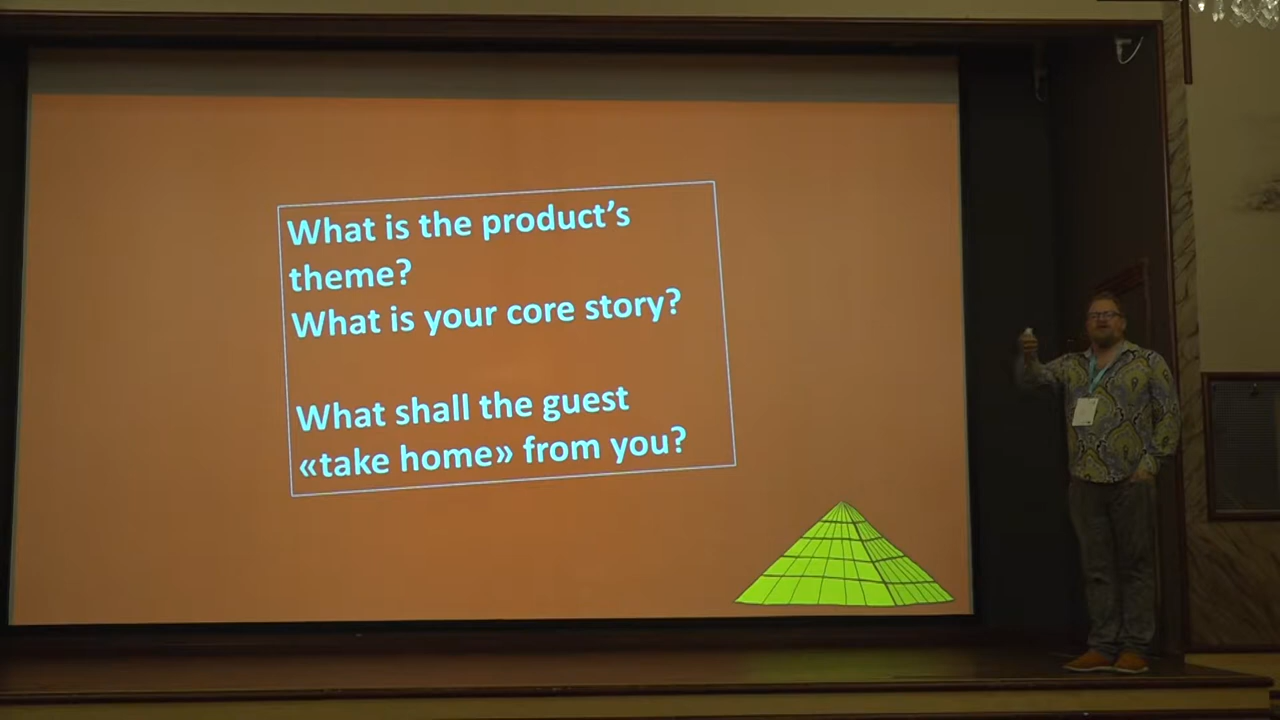 What is the product’s
theme?
What is your core story?
What shall the guest
«take home» from you?